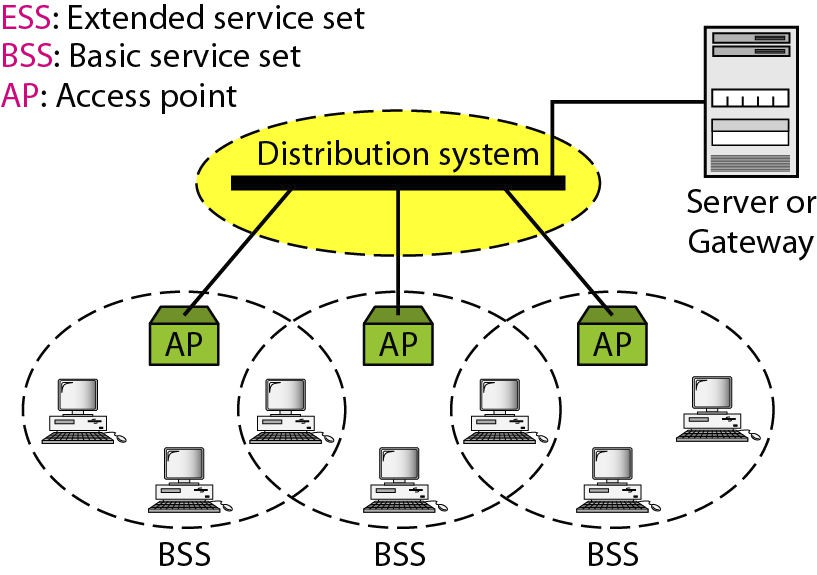 ESS: Extended service set
BSS: Basic service set
AP: Access point
Distribution system
Server or
Gateway
AP
AP
AP
BSS
BSS
BSS